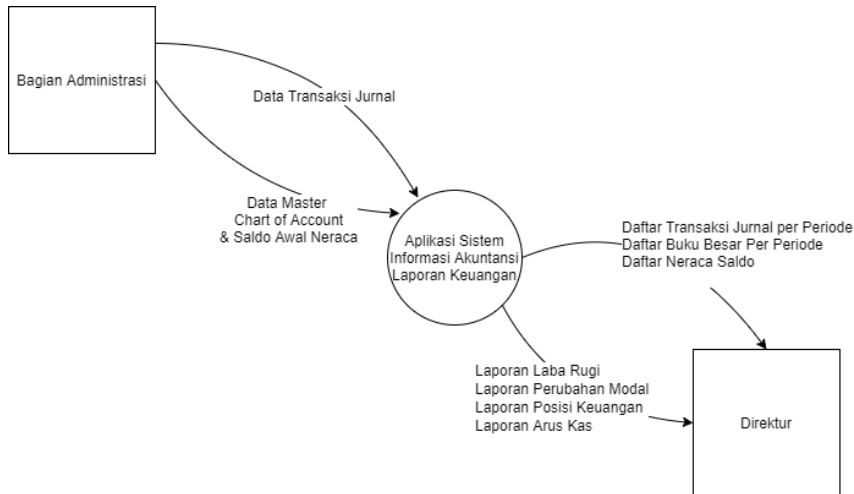 Bagian Administrasi
Data Transaksi Jurnal
Data Master
Chart of Account
& Saldo Awal Neraca
Aplikasi Sistem
Informasi Akuntansi
Laporan Keuangan
Daftar Transaksi Jurnal per Periode
Daftar Buku Besar Per Periode
Daftar Neraca Saldo
Laporan Laba Rugi
Laporan Perubahan Modal
Laporan Posisi Keuangan
Laporan Arus Kas
Direktur